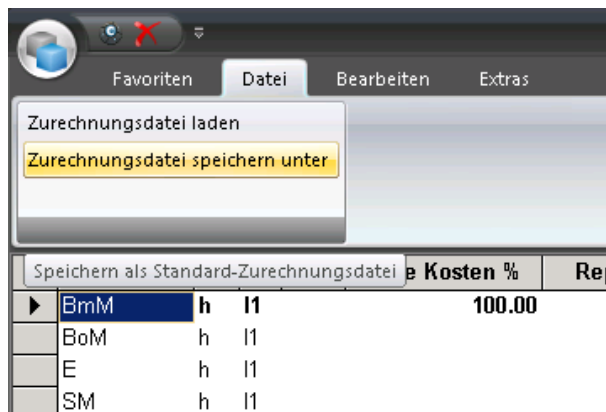 Favoriten Datei Bearbeiten Extras
Zurechnungsdatei laden
Zurechnungsdatei speichern unter
Speichern als Standard-Zurechnungsdatei e Kosten % Rep
BmM h I1 100.00
BoM h I1
E h I1
SM h I1